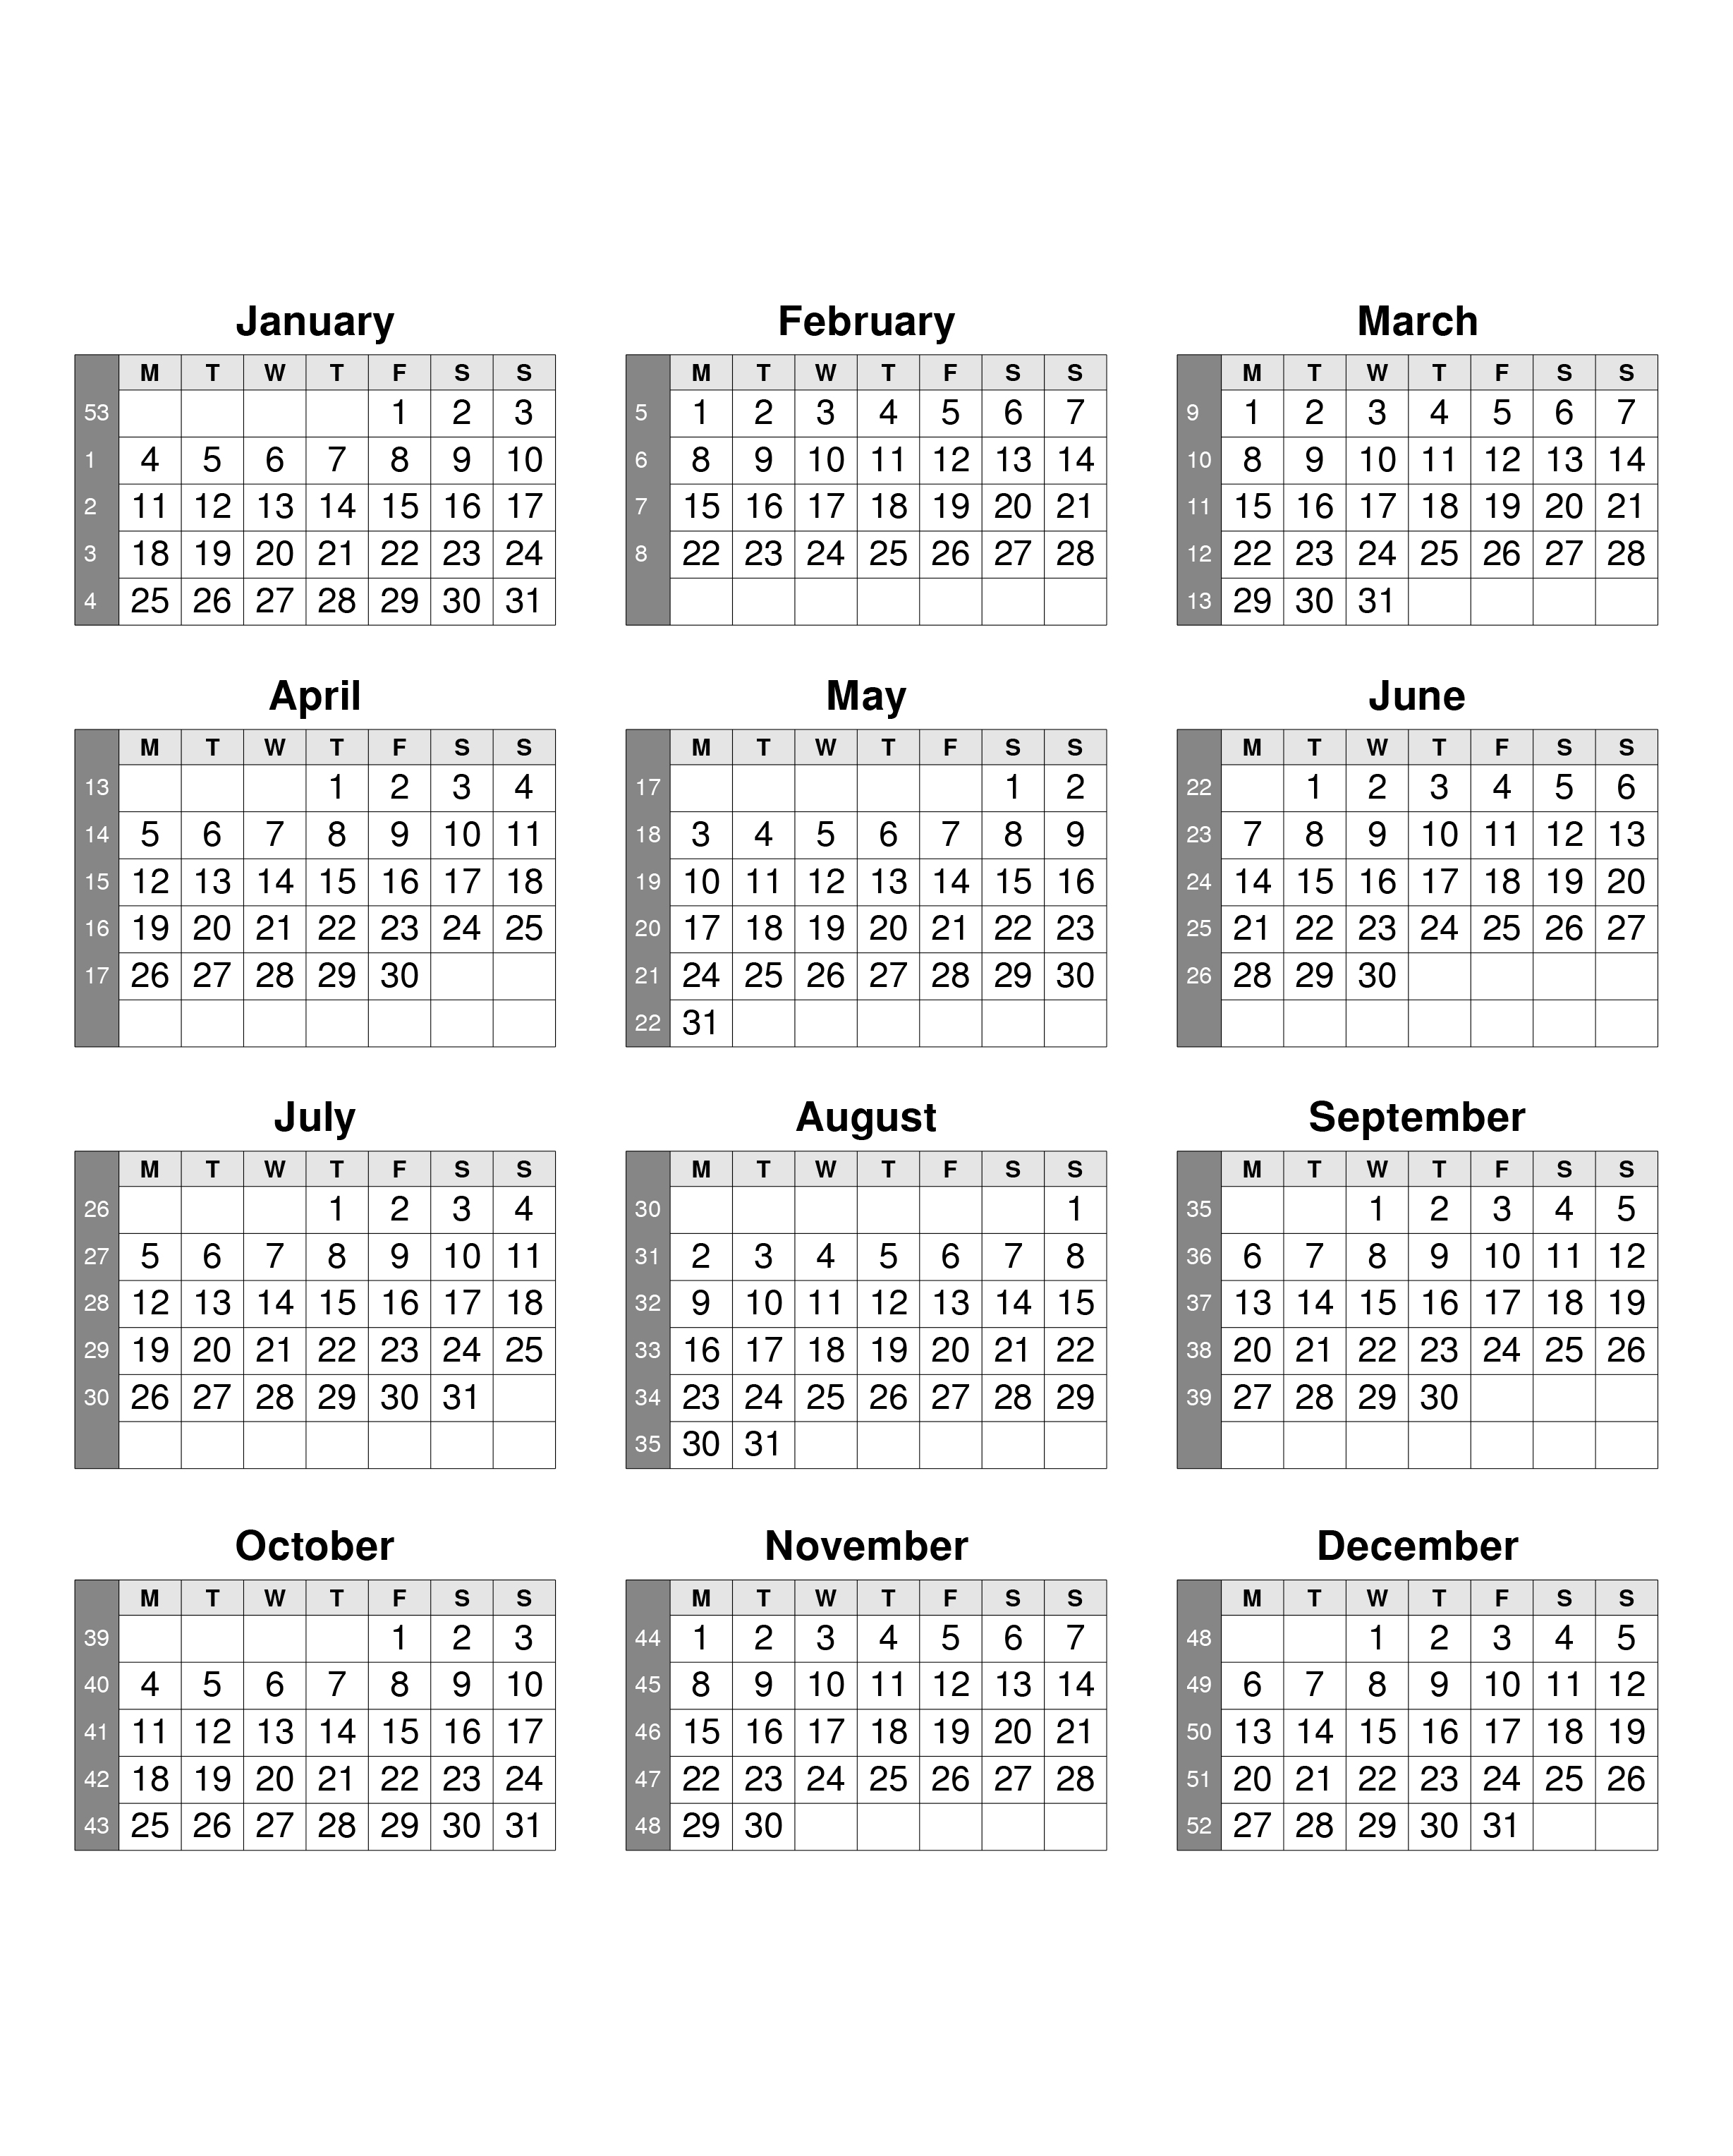 January
M T W T F S S
53 1 2 3
1 4 5 6 7 8 9 10
2 11 12 13 14 15 16 17
3 18 19 20 21 22 23 24
4 25 26 27 28 29 30 31
February
M T W T F S S
5 1 2 3 4 5 6 7
6 8 9 10 11 12 13 14
7 15 16 17 18 19 20 21
8 22 23 24 25 26 27 28
March
M T W T F S S
9 1 2 3 4 5 6 7
10 8 9 10 11 12 13 14
11 15 16 17 18 19 20 21
12 22 23 24 25 26 27 28
13 29 30 31
April
M T W T F S S
13 1 2 3 4
14 5 6 7 8 9 10 11
15 12 13 14 15 16 17 18
16 19 20 21 22 23 24 25
17 26 27 28 29 30
May
M T W T F S S
17 1 2
18 3 4 5 6 7 8 9
19 10 11 12 13 14 15 16
20 17 18 19 20 21 22 23
21 24 25 26 27 28 29 30
22 31
June
M T W T F S S
22 1 2 3 4 5 6
23 7 8 9 10 11 12 13
24 14 15 16 17 18 19 20
25 21 22 23 24 25 26 27
26 28 29 30
July
M T W T F S S
26 1 2 3 4
27 5 6 7 8 9 10 11
28 12 13 14 15 16 17 18
29 19 20 21 22 23 24 25
30 26 27 28 29 30 31
August
M T W T F S S
30 1
31 2 3 4 5 6 7 8
32 9 10 11 12 13 14 15
33 16 17 18 19 20 21 22
34 23 24 25 26 27 28 29
35 30 31
September
M T W T F S S
35 1 2 3 4 5
36 6 7 8 9 10 11 12
37 13 14 15 16 17 18 19
38 20 21 22 23 24 25 26
39 27 28 29 30
October
M T W T F S S
39 1 2 3
40 4 5 6 7 8 9 10
41 11 12 13 14 15 16 17
42 18 19 20 21 22 23 24
43 25 26 27 28 29 30 31
November
M T W T F S S
44 1 2 3 4 5 6 7
45 8 9 10 11 12 13 14
46 15 16 17 18 19 20 21
47 22 23 24 25 26 27 28
48 29 30
December
M T W T F S S
48 1 2 3 4 5
49 6 7 8 9 10 11 12
50 13 14 15 16 17 18 19
51 20 21 22 23 24 25 26
52 27 28 29 30 31